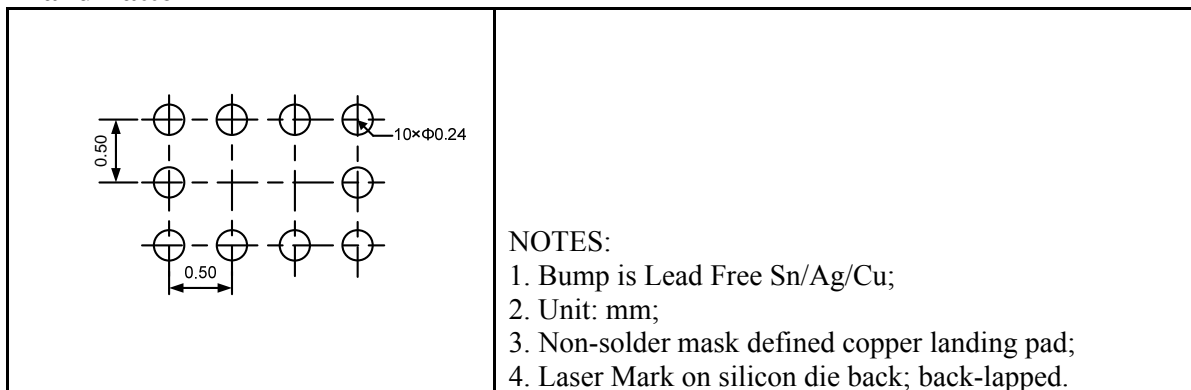 10×Φ0.24
0.50
0.50
NOTES:
1. Bump is Lead Free Sn/Ag/Cu;
2. Unit: mm;
3. Non-solder mask defined copper landing pad;
4. Laser Mark on silicon die back; back-lapped.